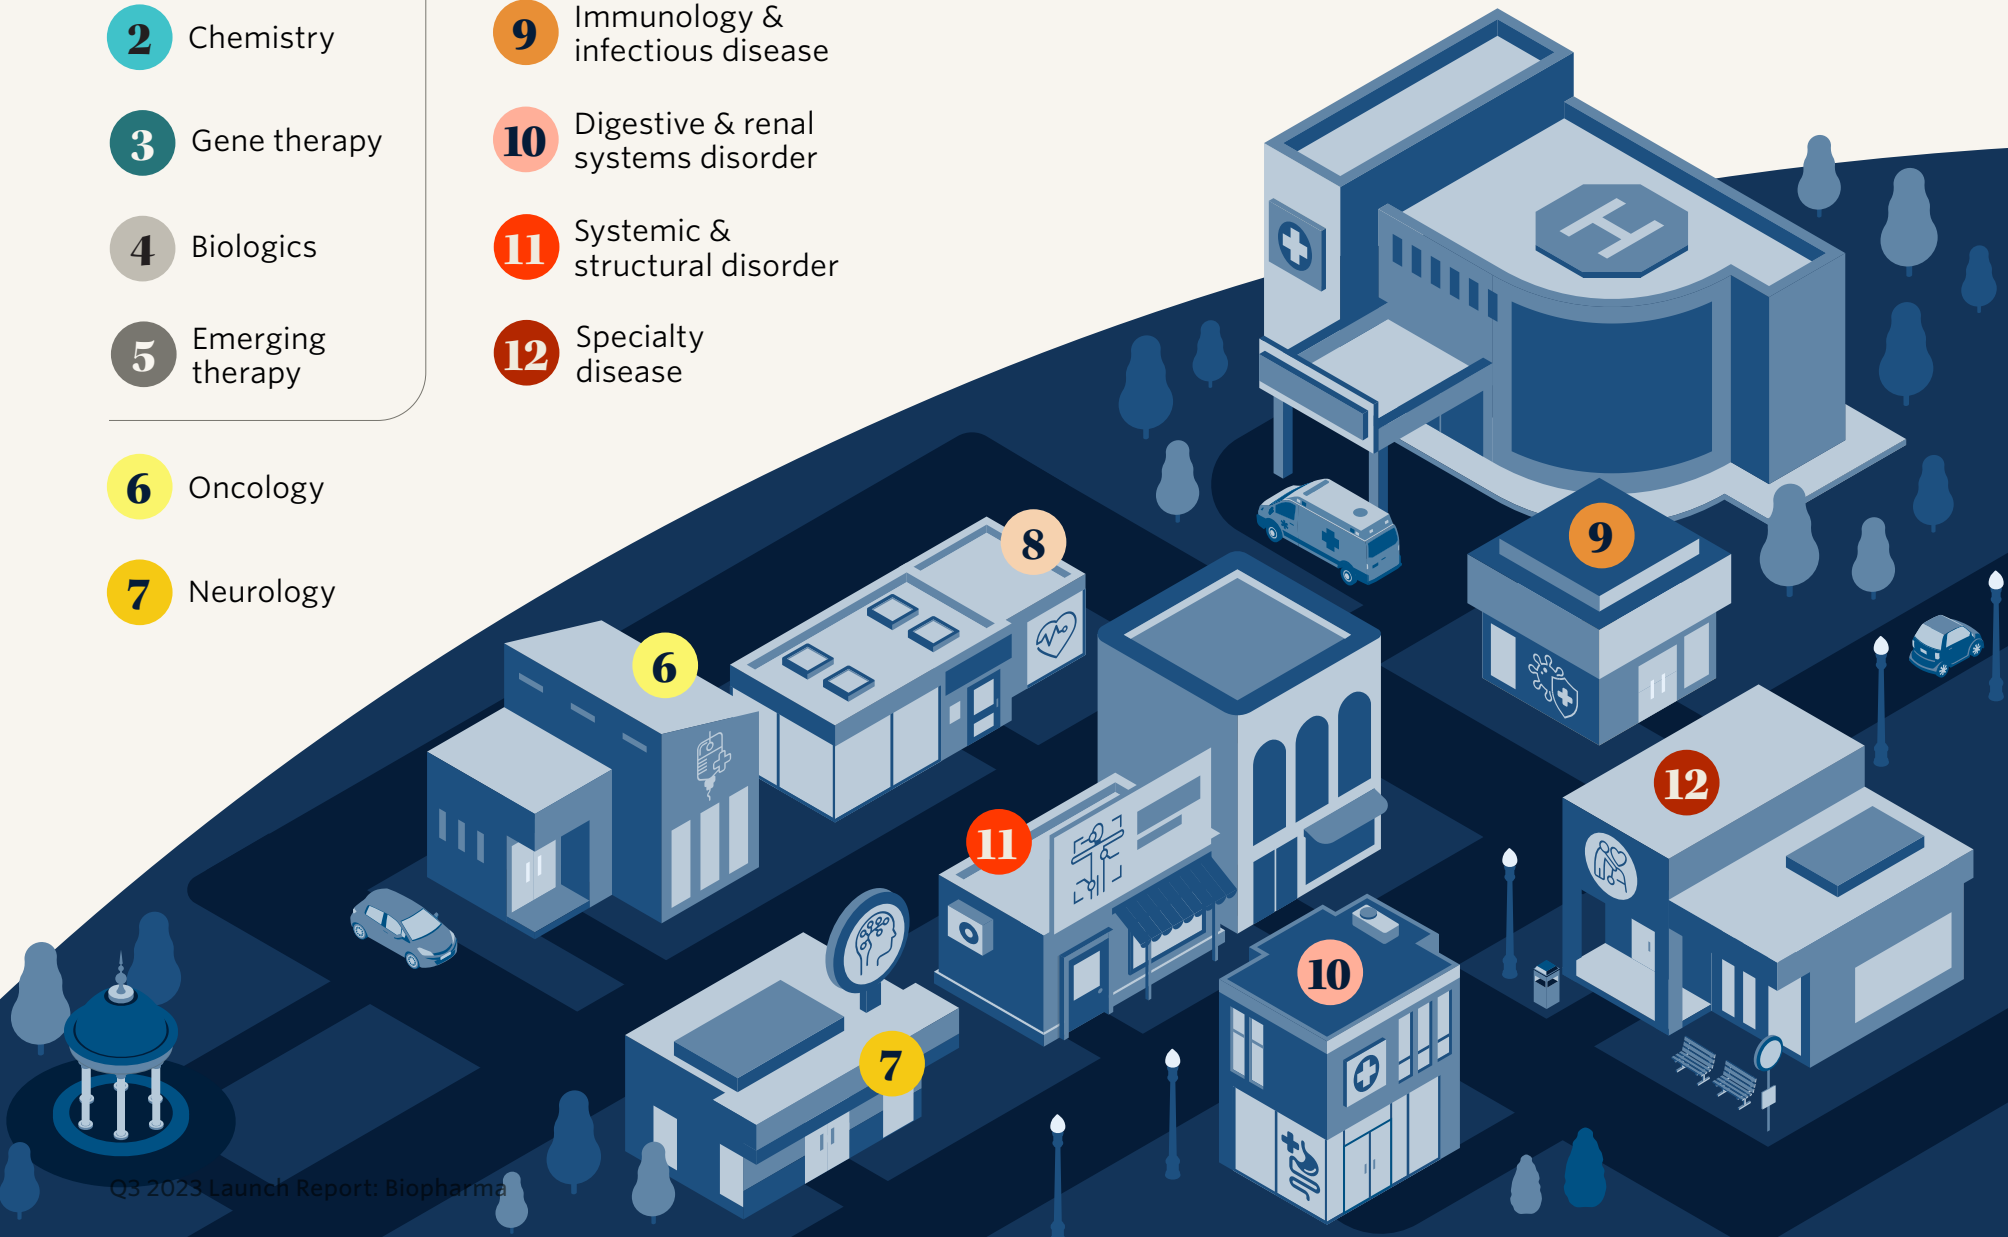 2 Chemistry
3 Gene therapy
4 Biologics
5 Emerging
therapy
6 Oncology
7 Neurology
9 Immunology &
infectious disease
10 Digestive & renal
systems disorder
11 Systemic &
structural disorder
12 Specialty
disease
8
9
6
12
11
10
7
H
Q3 2023 Launch Report: Biopharma